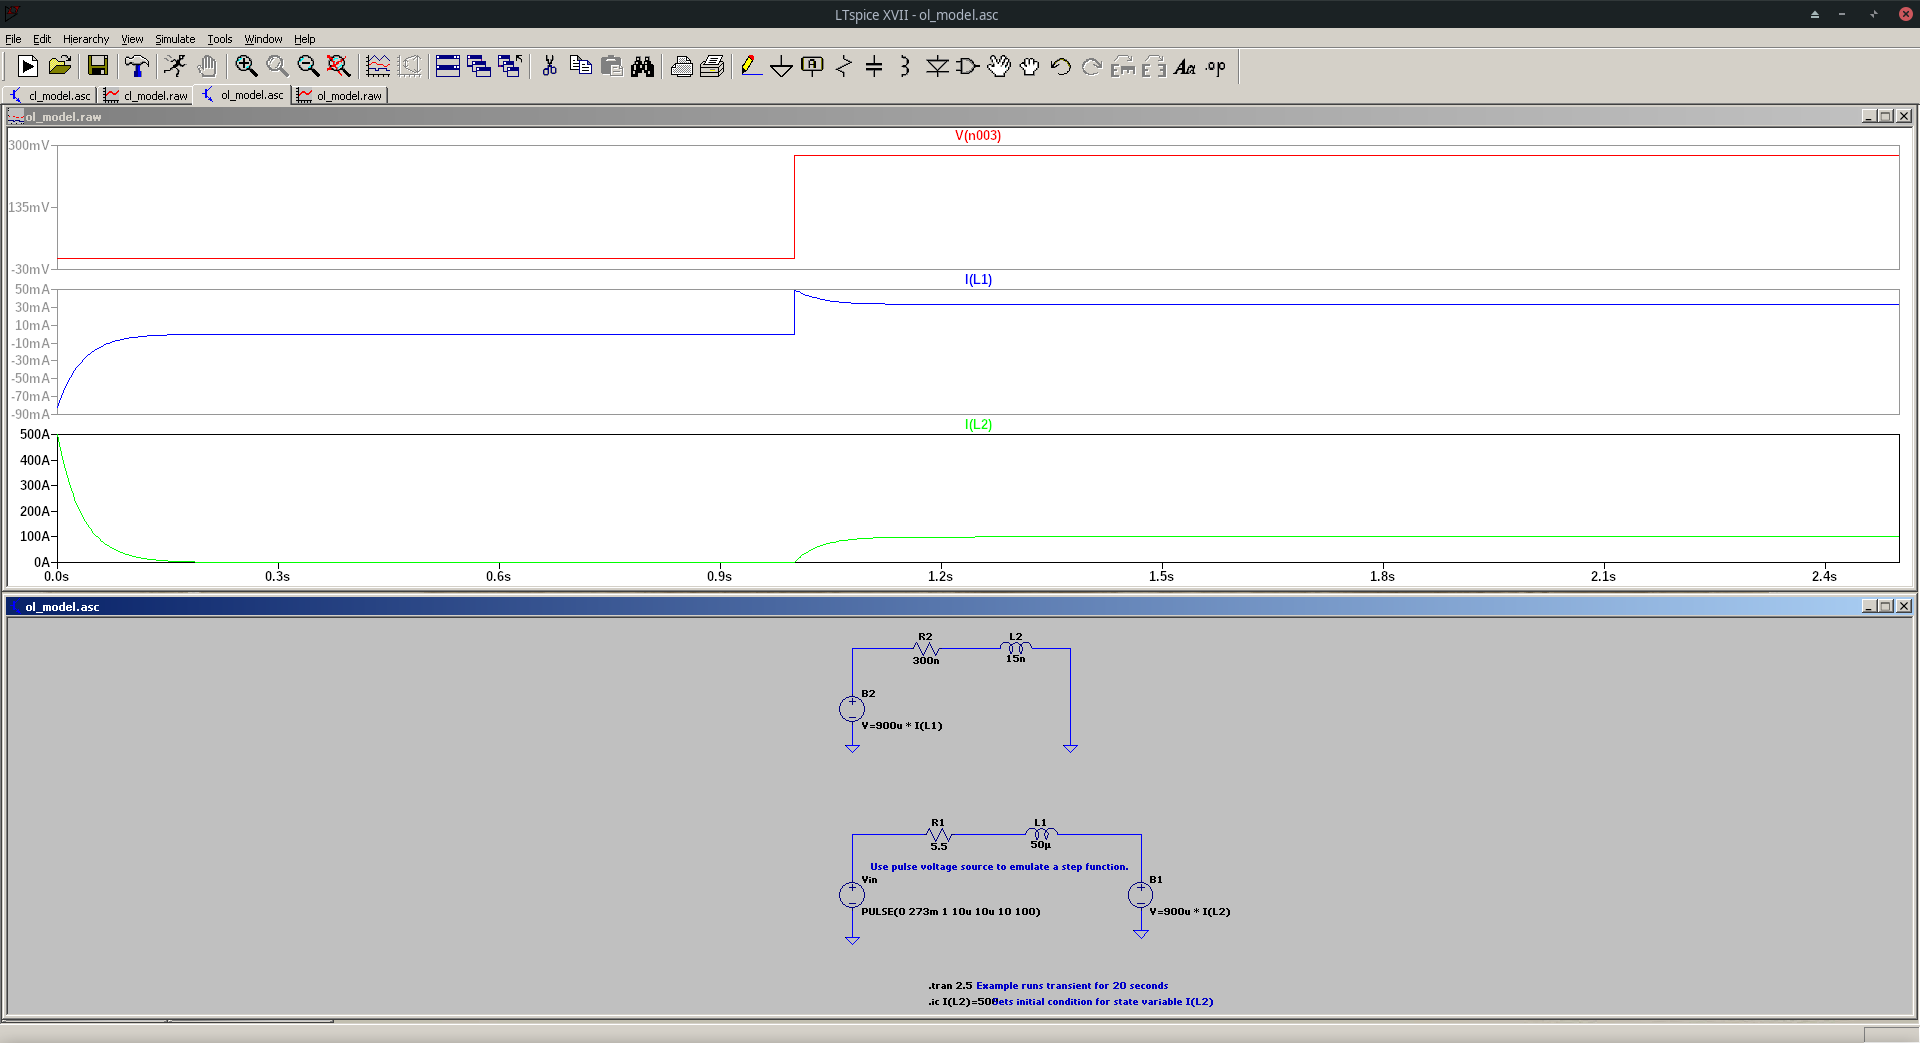 LTspice XVII - ol_model.asc
File Edit Hierarchy View Simulate Tools Window Help
.op
cl_model.asc cl_model.raw ol_model.asc ol_model.raw
ol_model.raw
V(n003)
300mV
135mV
-30mV
I(L1)
50mA
30mA
10mA
-10mA
-30mA
-50mA
-70mA
-90mA
I(L2)
500A
400A
300A
200A
100A
0A
0.0s 0.3s 0.6s 0.9s 1.2s 1.5s 1.8s 2.1s 2.4s
ol_model.asc
R2 L2
300n 15n
B2
V=900u * I(L1)
R1 L1
5.5 50µ
Use pulse voltage source to emulate a step function.
Vin B1
PULSE(0 273m 1 10u 10u 10 100) V=900u * I(L2)
.tran 2.5 Example runs transient for 20 seconds
.ic I(L2)=500 Sets initial condition for state variable I(L2)